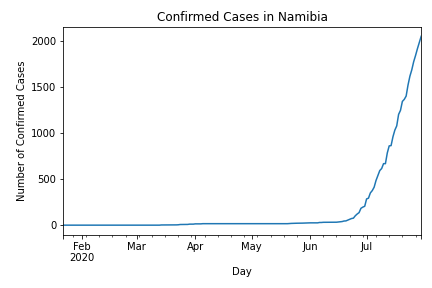 Confirmed Cases in Namibia
Number of Confirmed Cases
2000
1500
1000
500
0
Feb Mar Apr May Jun Jul
2020
Day